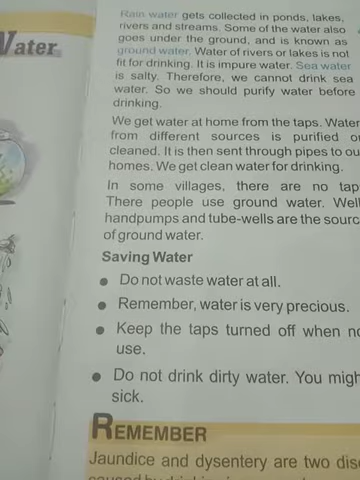 Water
Rain water gets collected in ponds, lakes,
rivers and streams. Some of the water also
goes under the ground, and is known as
ground water. Water of rivers or lakes is not
fit for drinking. It is impure water. Sea water
is salty. Therefore, we cannot drink sea
water. So we should purify water before
drinking.
We get water at home from the taps. Water
from different sources is purified or
cleaned. It is then sent through pipes to ou
homes. We get clean water for drinking.
In some villages, there are no tap
There people use ground water. Well
handpumps and tube-wells are the sourc
of ground water.
Saving Water
● Do not waste water at all.
● Remember, water is very precious.
● Keep the taps turned off when no
use.
● Do not drink dirty water. You migh
sick.
REMEMBER
Jaundice and dysentery are two dise